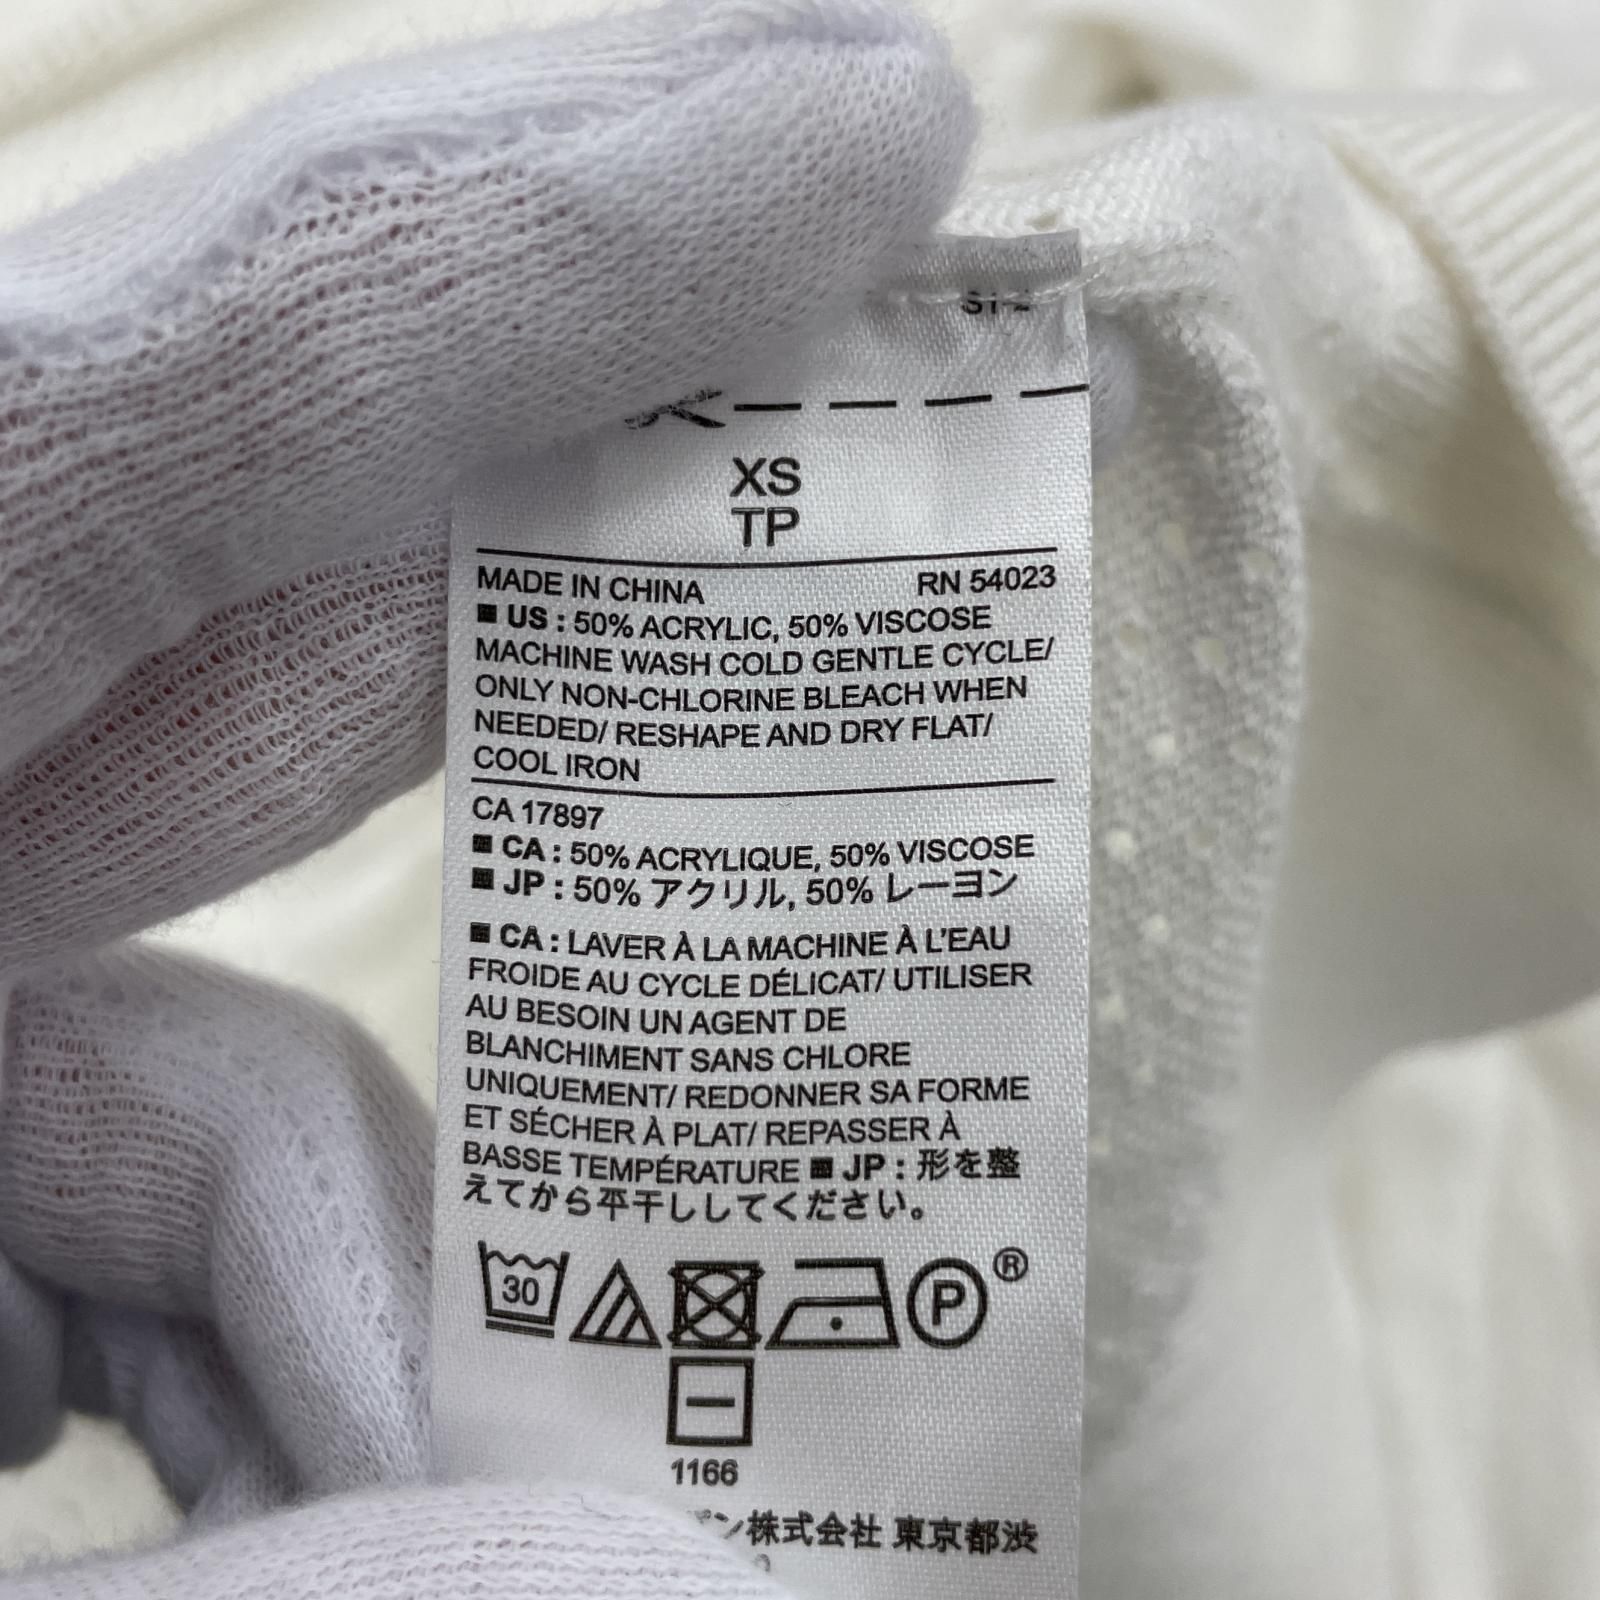 XS
TP
MADE IN CHINA RN 54023
■ US : 50% ACRYLIC, 50% VISCOSE
MACHINE WASH COLD GENTLE CYCLE/
ONLY NON-CHLORINE BLEACH WHEN
NEEDED/ RESHAPE AND DRY FLAT/
COOL IRON
CA 17897
■ CA : 50% ACRYLIQUE, 50% VISCOSE
■ JP : 50% アクリル, 50% レーヨン
■ CA : LAVER À LA MACHINE À L'EAU
FROIDE AU CYCLE DÉLICAT/ UTILISER
AU BESOIN UN AGENT DE
BLANCHIMENT SANS CHLORE
UNIQUEMENT/ REDONNER SA FORME
ET SÉCHER À PLAT/ REPASSER À
BASSE TEMPÉRATURE ■ JP : 形を整
えてから平干ししてください。
30 P ®
1166
株式会社 東京都渋